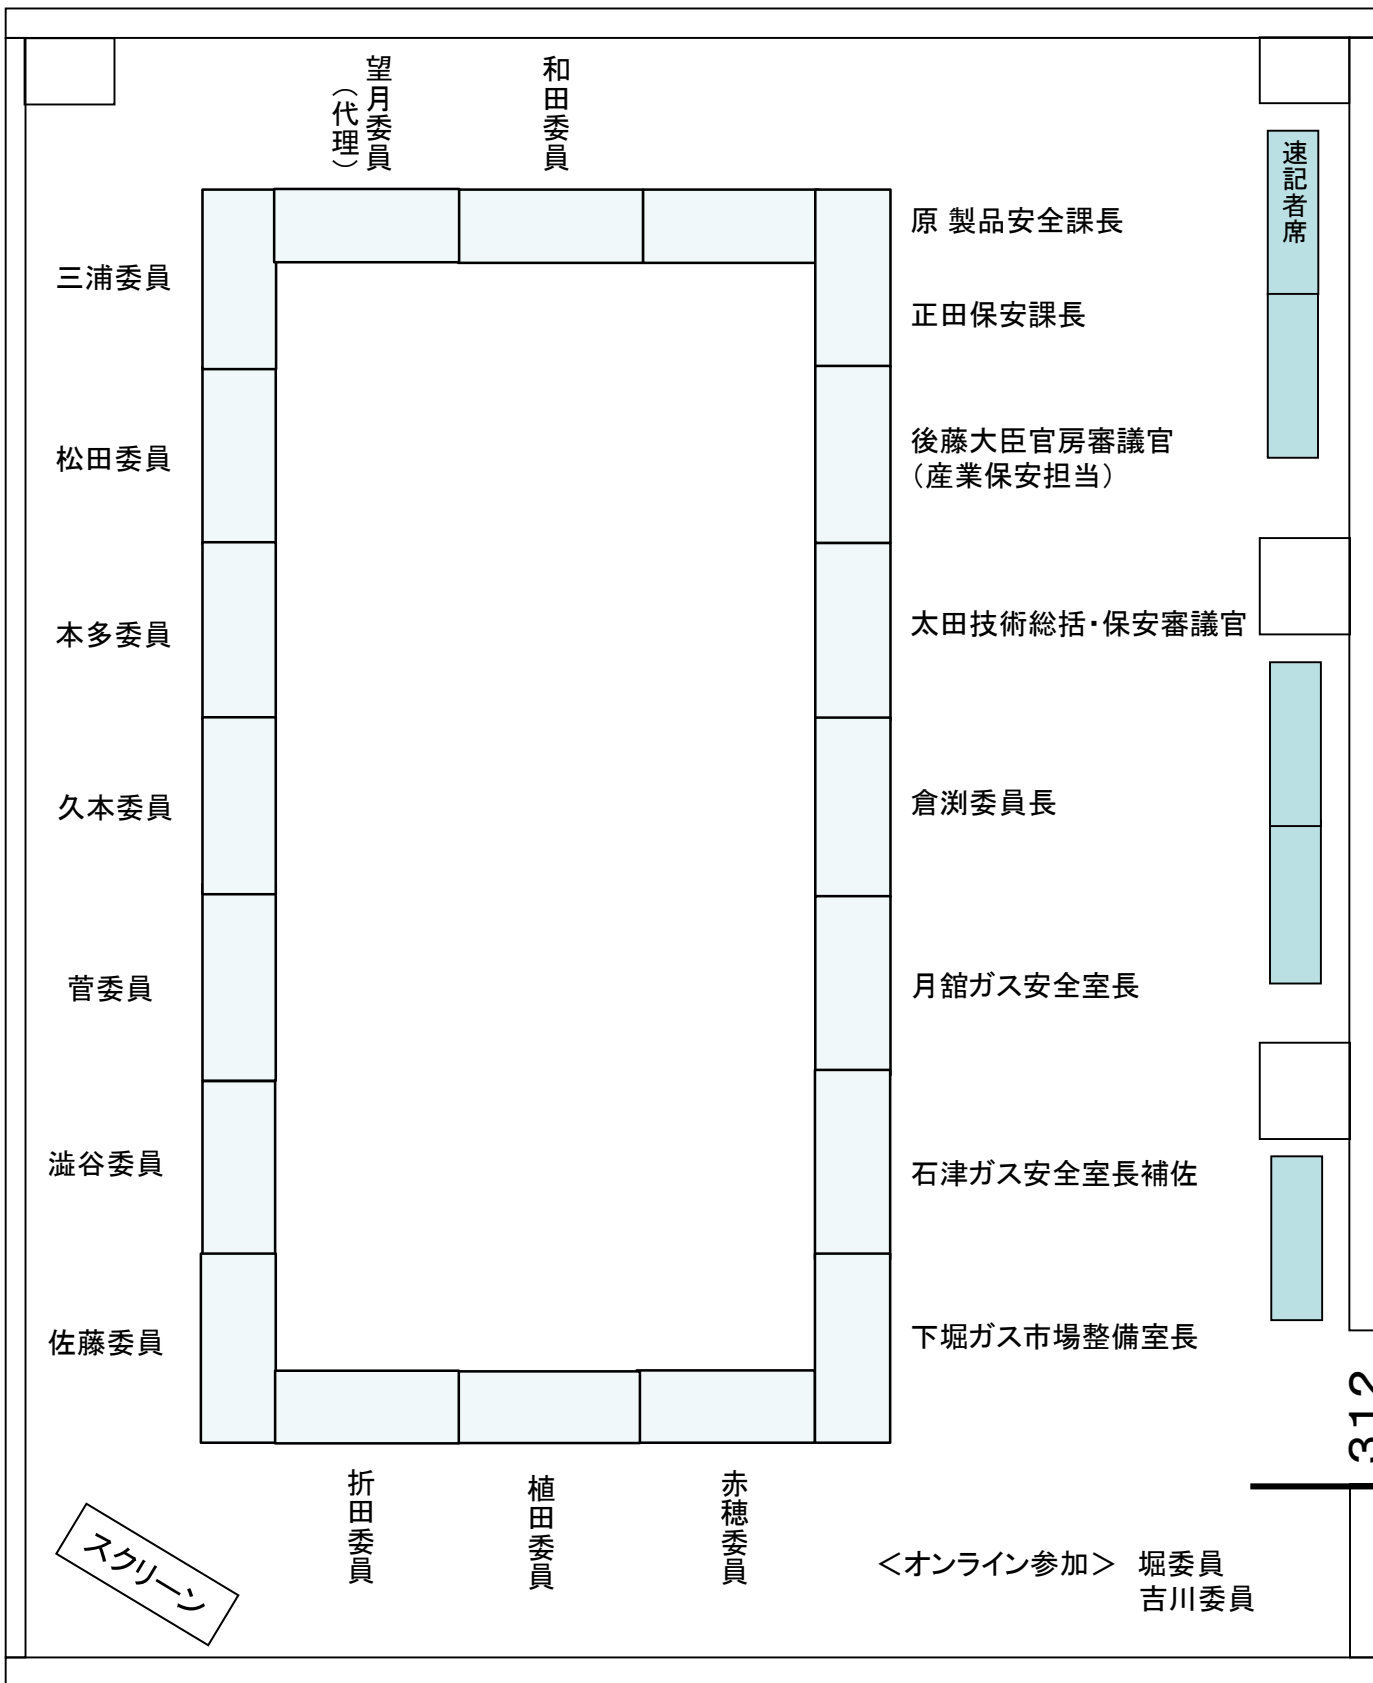 望月委員
（代理）
和田委員
速記者席
原 製品安全課長
三浦委員
正田保安課長
松田委員
後藤大臣官房審議官
（産業保安担当）
本多委員
太田技術総括・保安審議官
久本委員
倉渕委員長
菅委員
月舘ガス安全室長
澁谷委員
石津ガス安全室長補佐
佐藤委員
下堀ガス市場整備室長
312
折田委員
植田委員
赤穂委員
スクリーン
＜オンライン参加＞ 堀委員
吉川委員